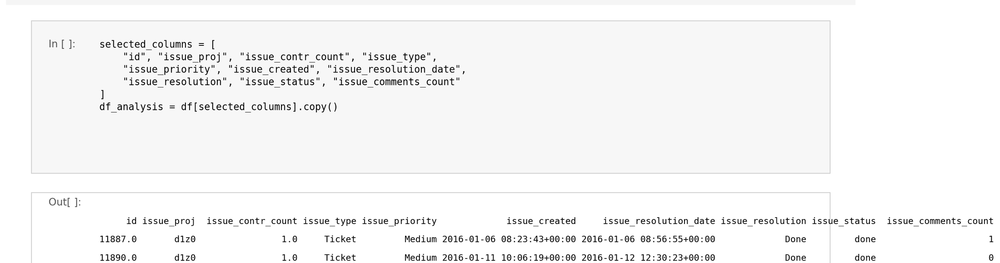 In [ ]: selected_columns = [
    "id", "issue_proj", "issue_contr_count", "issue_type",
    "issue_priority", "issue_created", "issue_resolution_date",
    "issue_resolution", "issue_status", "issue_comments_count"
]
df_analysis = df[selected_columns].copy()
Out[ ]:
id issue_proj issue_contr_count issue_type issue_priority issue_created issue_resolution_date issue_resolution issue_status issue_comments_count
11887.0 d1z0 1.0 Ticket Medium 2016-01-06 08:23:43+00:00 2016-01-06 08:56:55+00:00 Done done 1
11890.0 d1z0 1.0 Ticket Medium 2016-01-11 10:06:19+00:00 2016-01-12 12:30:23+00:00 Done done 0